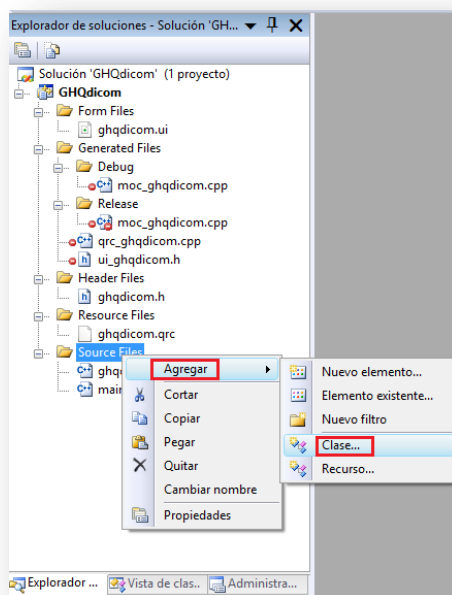 Explorador de soluciones - Solución 'GH...
Solución 'GHQdicom' (1 proyecto)
GHQdicom
Form Files
ghqdicom.ui
Generated Files
Debug
moc_ghqdicom.cpp
Release
moc_ghqdicom.cpp
qrc_ghqdicom.cpp
ui_ghqdicom.h
Header Files
ghqdicom.h
Resource Files
ghqdicom.qrc
Source Files
ghq
main
Agregar
Cortar
Copiar
Pegar
Quitar
Cambiar nombre
Propiedades
Nuevo elemento...
Elemento existente...
Nuevo filtro
Clase...
Recurso...
Explorador ... Vista de clas.. Administra...